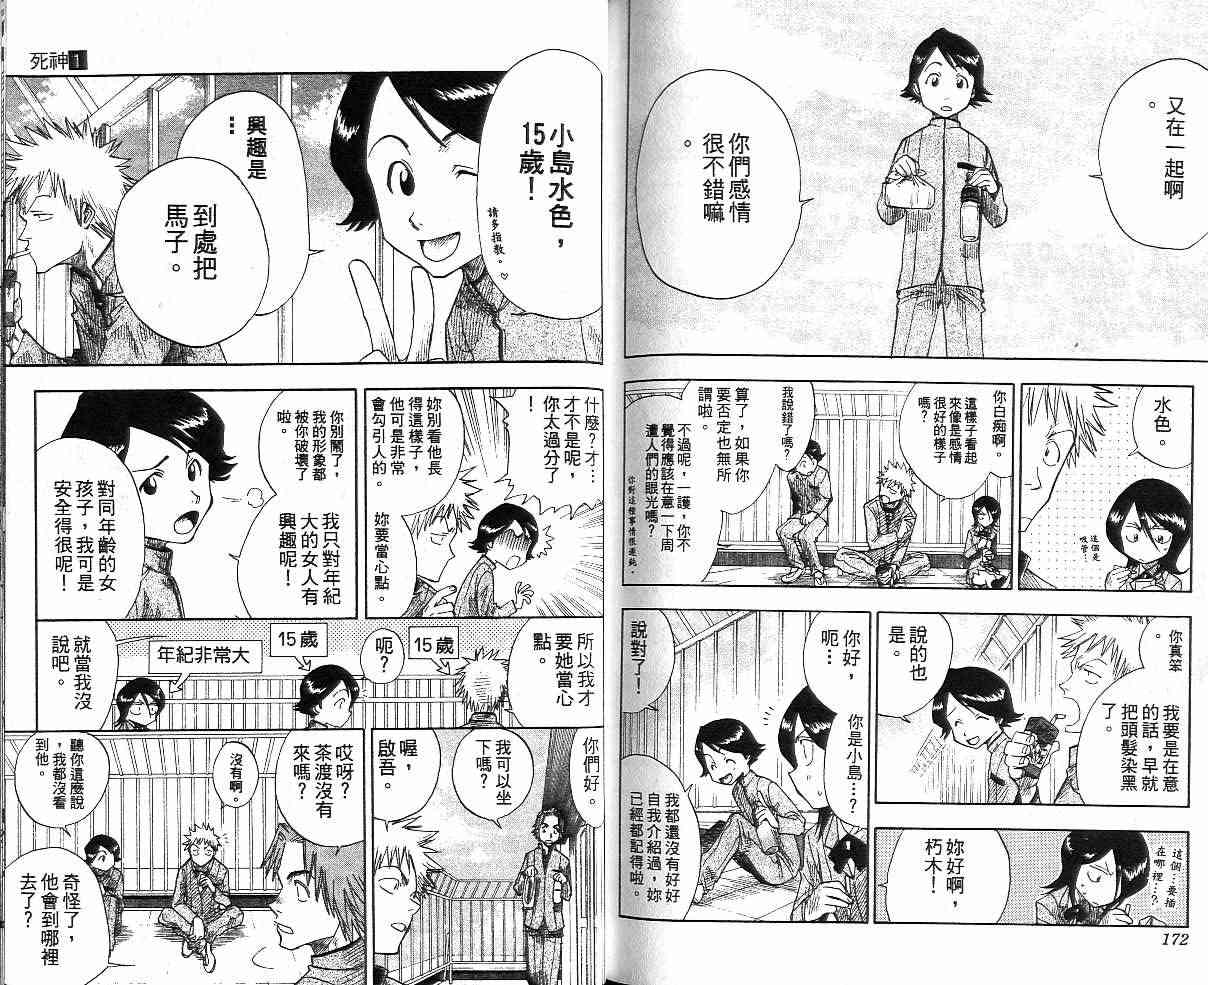 又在一起啊
。
你們感情
很不錯嘛
。
水色。
這個是
吸管…
你白痴啊。
這樣子看起
來像是感情
很好的樣子
嗎？
我說錯了嗎？
算了，如果你
要否定也無所
謂啦。
不過呢，一護，你不
覺得應該在意一下周
遭人們的眼光嗎？
你對這種事情很遲鈍。
你真笨
。
我要是在意
的話，早就
把頭髮染黑
了。
說的也
是。
你好，
呃…
你是小島…？
說對了！
我都還沒有好好
自我介紹過，妳
已經都記得啦。
這個…要插
在哪裡…？
妳好啊，
朽木！
172
死神1
小島水色，
15歲！
請多指教。♡
興趣是
…
到處把
馬子。
什麼？才…
才不是呢，
你太過分了
！
妳別看他長
得這樣子，
他可是非常
會勾引人的。
妳要當心點。
你別鬧了，
我的形象都
被你破壞了
啦。
我只對年紀
大的女人有
興趣呢！
對同年齡的女
孩子，我可是
安全得很呢！
所以我才
要她當心
點。
15歲
呃？
15歲
年紀非常大
就當我沒
說吧。
你們好。
我可以坐
下嗎？
喔，
啟吾。
哎呀？
茶渡沒有
來嗎？
沒有啊。
聽你這麼說
，我都沒看
到他。
奇怪了，
他會到哪裡
去了？